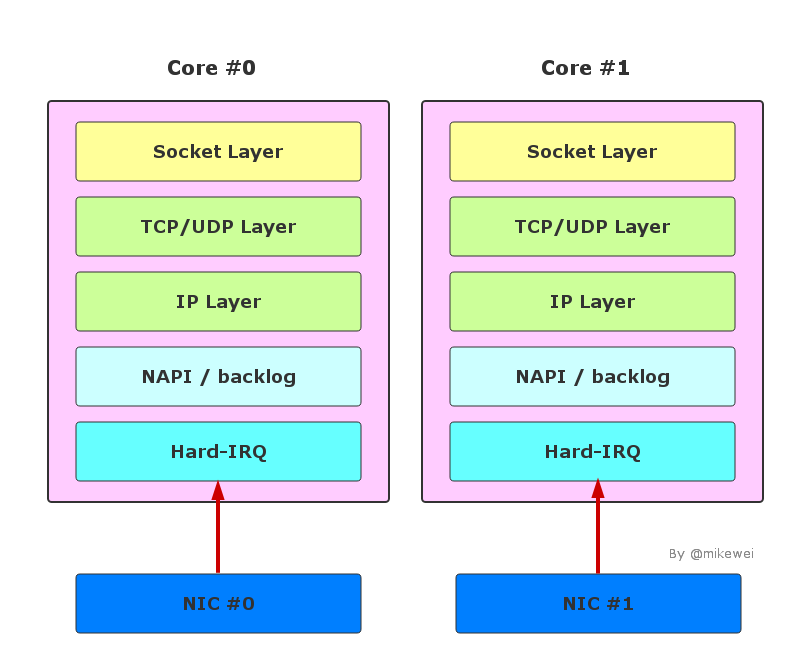 Core #0
Core #1
Socket Layer
Socket Layer
TCP/UDP Layer
TCP/UDP Layer
IP Layer
IP Layer
NAPI / backlog
NAPI / backlog
Hard-IRQ
Hard-IRQ
By @mikewei
NIC #0
NIC #1